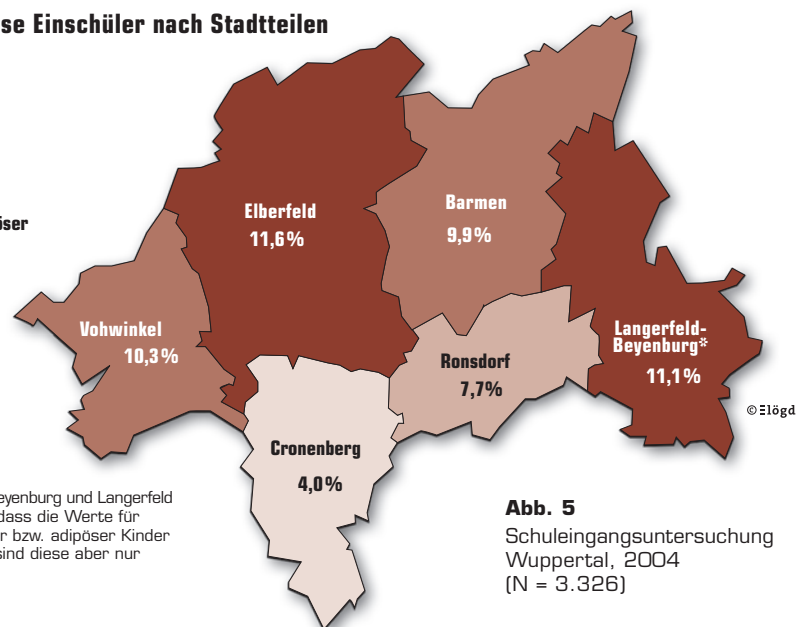 se Einschüler nach Stadtteilen
öser
Elberfeld
11,6%
Barmen
9,9%
Vohwinkel
10,3%
Langerfeld-
Beyenburg*
11,1%
Ronsdorf
7,7%
Cronenberg
4,0%
© lögd
eyenburg und Langerfeld
dass die Werte für
r bzw. adipöser Kinder
sind diese aber nur
Abb. 5
Schuleingangsuntersuchung
Wuppertal, 2004
(N = 3.326)